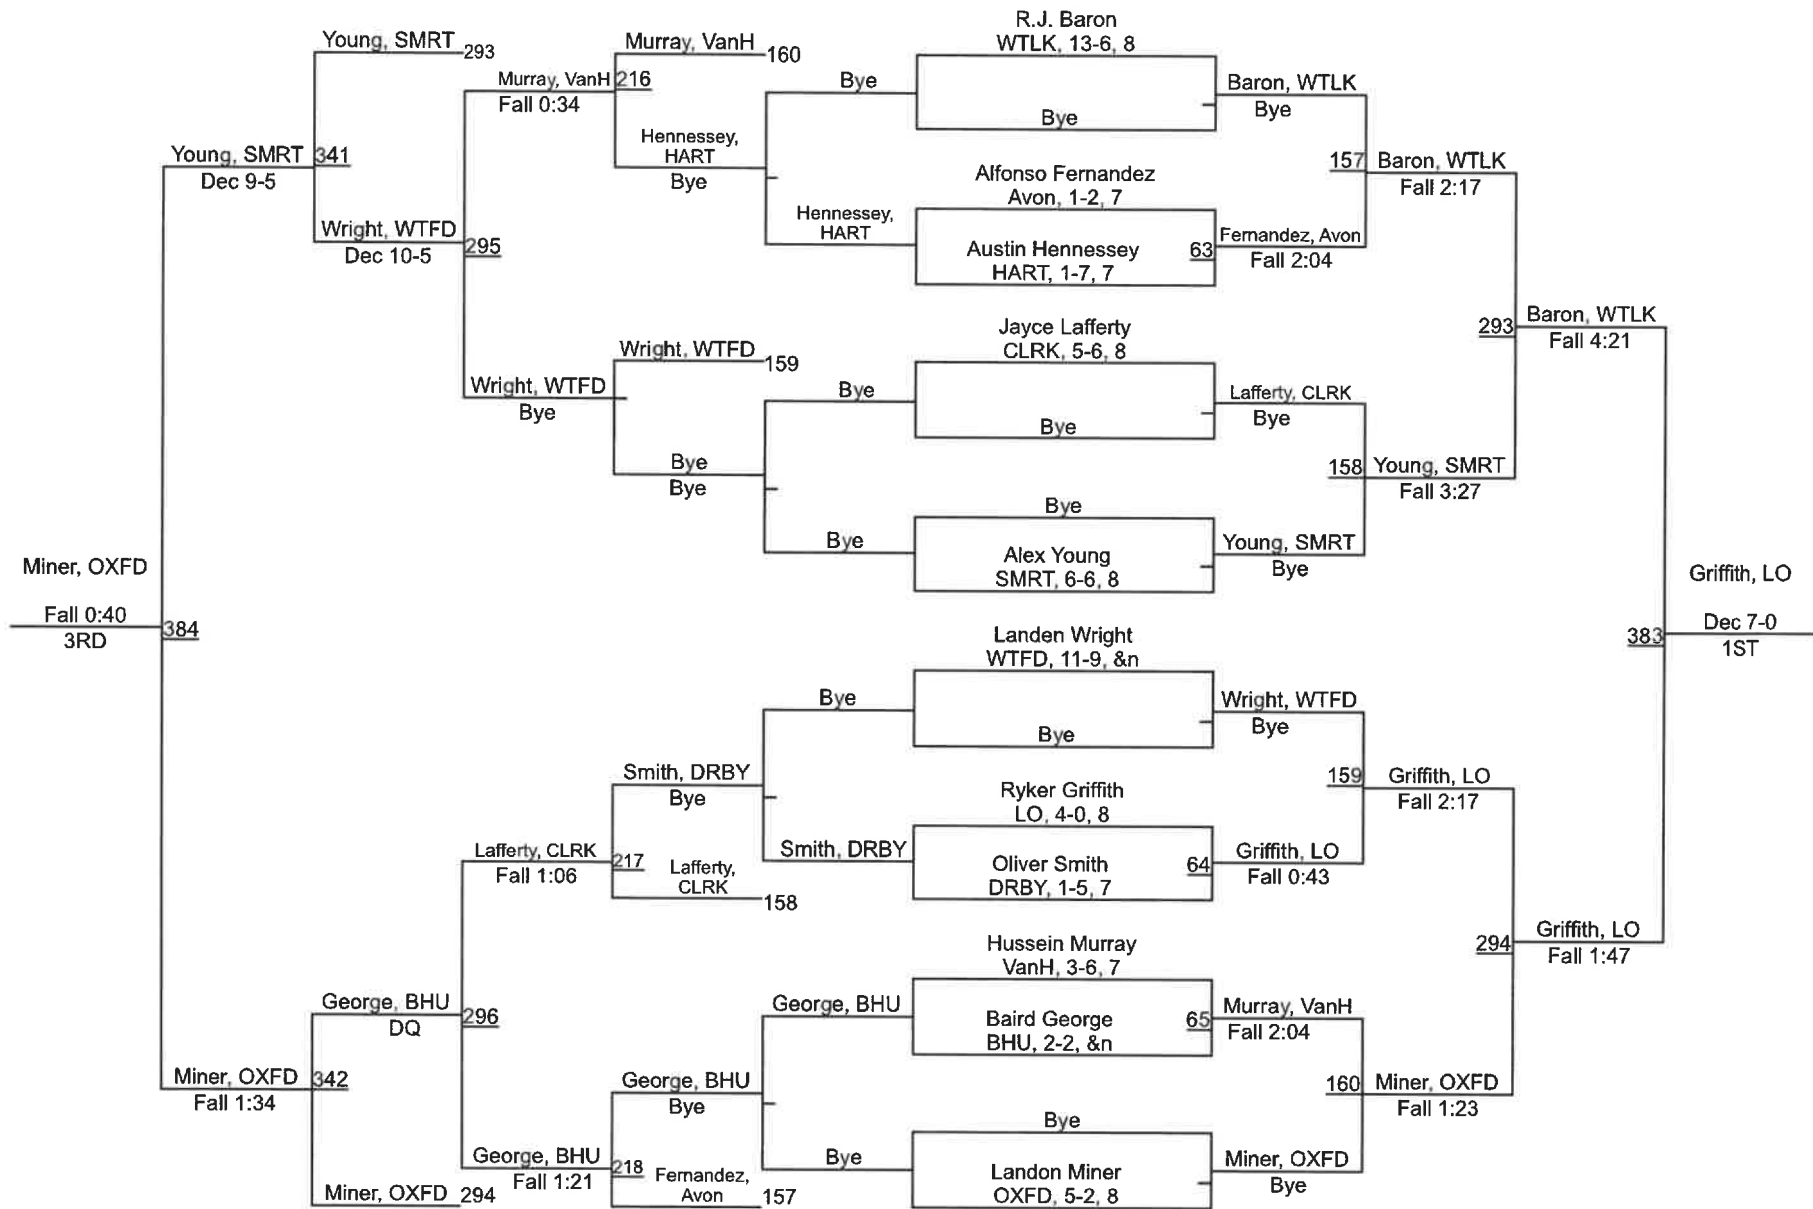 R.J. Baron
WTLK, 13-6, 8
Bye
Bye
Baron, WTLK
Bye
Alfonso Fernandez
Avon, 1-2, 7
Hennessey,
HART
Austin Hennessey
HART, 1-7, 7
63
Fernandez, Avon
Fall 2:04
157
Baron, WTLK
Fall 2:17
Jayce Lafferty
CLRK, 5-6, 8
Bye
Bye
Lafferty, CLRK
Bye
Bye
Bye
Alex Young
SMRT, 6-6, 8
Young, SMRT
Bye
158
Young, SMRT
Fall 3:27
293
Baron, WTLK
Fall 4:21
Landen Wright
WTFD, 11-9, &n
Bye
Bye
Wright, WTFD
Bye
Ryker Griffith
LO, 4-0, 8
Smith, DRBY
Oliver Smith
DRBY, 1-5, 7
64
Griffith, LO
Fall 0:43
159
Griffith, LO
Fall 2:17
Hussein Murray
VanH, 3-6, 7
George, BHU
Baird George
BHU, 2-2, &n
65
Murray, VanH
Fall 2:04
Bye
Bye
Landon Miner
OXFD, 5-2, 8
Miner, OXFD
Bye
160
Miner, OXFD
Fall 1:23
294
Griffith, LO
Fall 1:47
Griffith, LO
383
Dec 7-0
1ST
Murray, VanH
160
Hennessey,
HART
Bye
Murray, VanH
216
Fall 0:34
Wright, WTFD
159
Bye
Bye
Wright, WTFD
Bye
Young, SMRT
293
Wright, WTFD
295
Dec 10-5
Young, SMRT
341
Dec 9-5
Smith, DRBY
Bye
Lafferty,
CLRK
158
Lafferty, CLRK
217
Fall 1:06
George, BHU
Bye
Fernandez,
Avon
157
George, BHU
218
Fall 1:21
George, BHU
296
DQ
Miner, OXFD
294
Miner, OXFD
342
Fall 1:34
Miner, OXFD
Fall 0:40
384
3RD